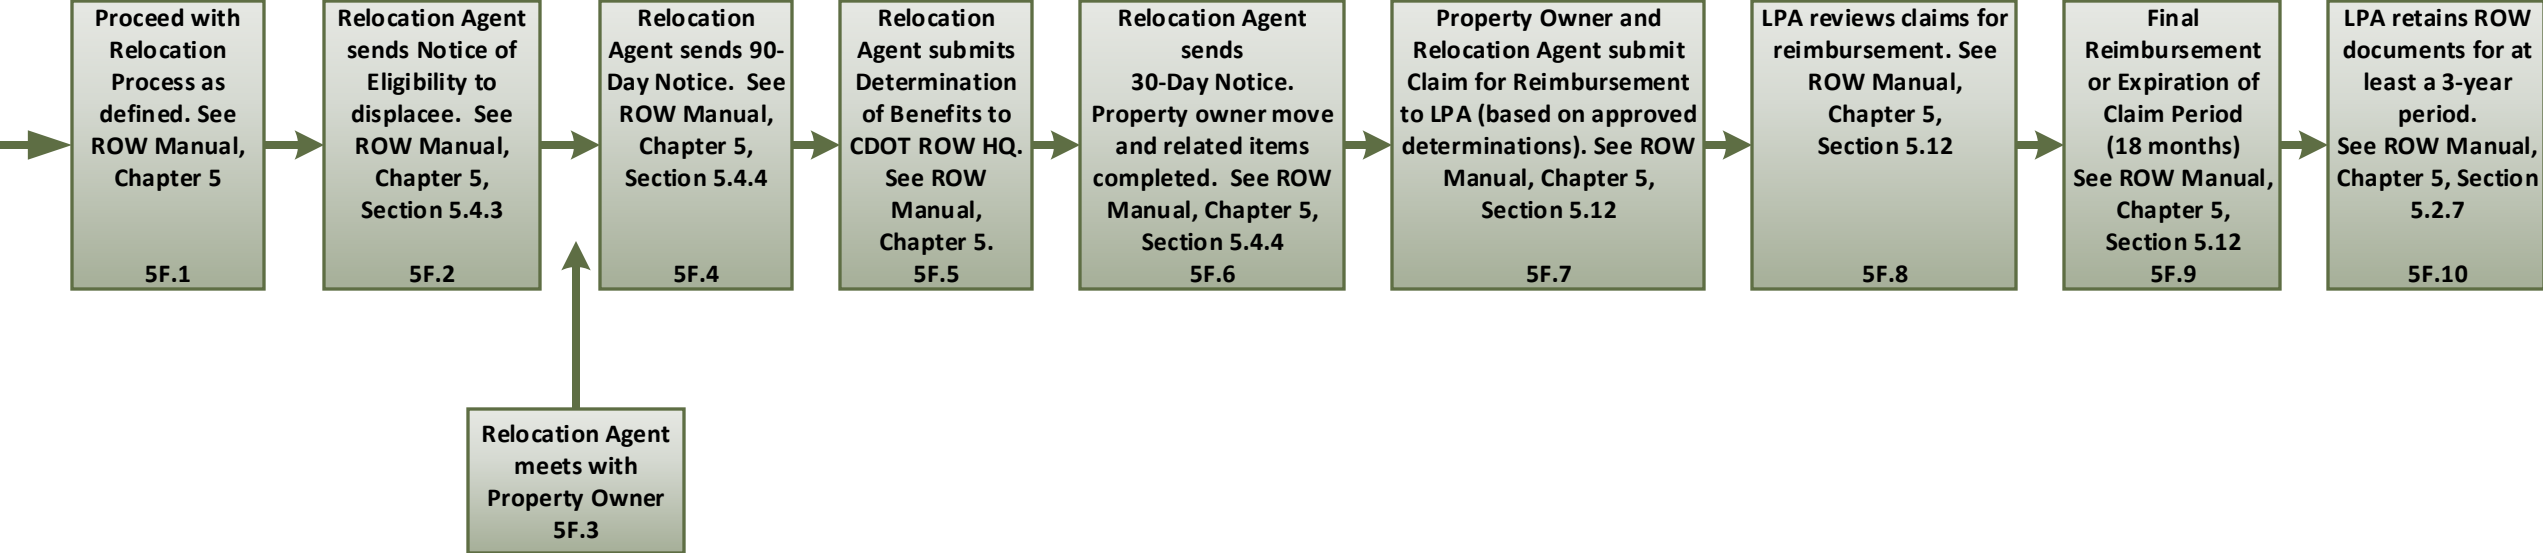 Proceed with
Relocation
Process as
defined. See
ROW Manual,
Chapter 5
5F.1
Relocation Agent
sends Notice of
Eligibility to
displacee.  See
ROW Manual,
Chapter 5,
Section 5.4.3
5F.2
Relocation Agent
meets with
Property Owner
5F.3
Relocation
Agent sends 90-
Day Notice.  See
ROW Manual,
Chapter 5,
Section 5.4.4
5F.4
Relocation
Agent submits
Determination
of Benefits to
CDOT ROW HQ.
See ROW
Manual,
Chapter 5.
5F.5
Relocation Agent
sends
30-Day Notice.
Property owner move
and related items
completed.  See ROW
Manual, Chapter 5,
Section 5.4.4
5F.6
Property Owner and
Relocation Agent submit
Claim for Reimbursement
to LPA (based on approved
determinations). See ROW
Manual, Chapter 5,
Section 5.12
5F.7
LPA reviews claims for
reimbursement. See
ROW Manual,
Chapter 5,
Section 5.12
5F.8
Final
Reimbursement
or Expiration of
Claim Period
(18 months)
See ROW Manual,
Chapter 5,
Section 5.12
5F.9
LPA retains ROW
documents for at
least a 3-year
period.
See ROW Manual,
Chapter 5, Section
5.2.7
5F.10